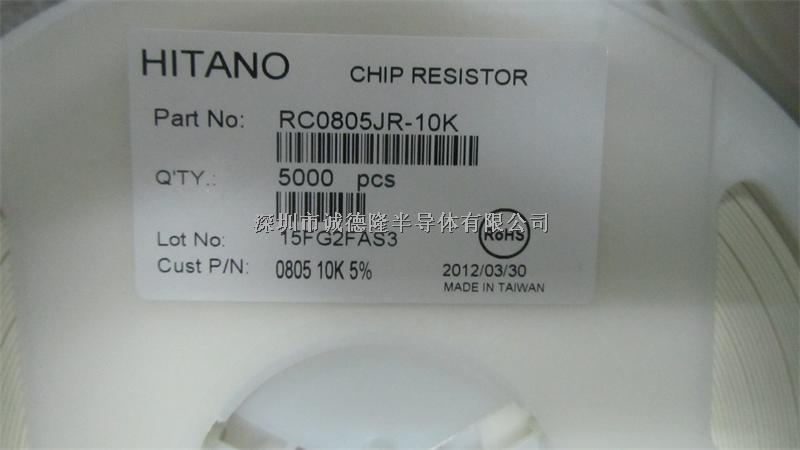 HITANO CHIP RESISTOR
Part No: RC0805JR-10K
Q'TY.: 5000 pcs
深圳市诚德隆半导体有限公司
Lot No: 15FG2FAS3 RoHS
Cust P/N: 0805 10K 5% 2012/03/30
MADE IN TAIWAN